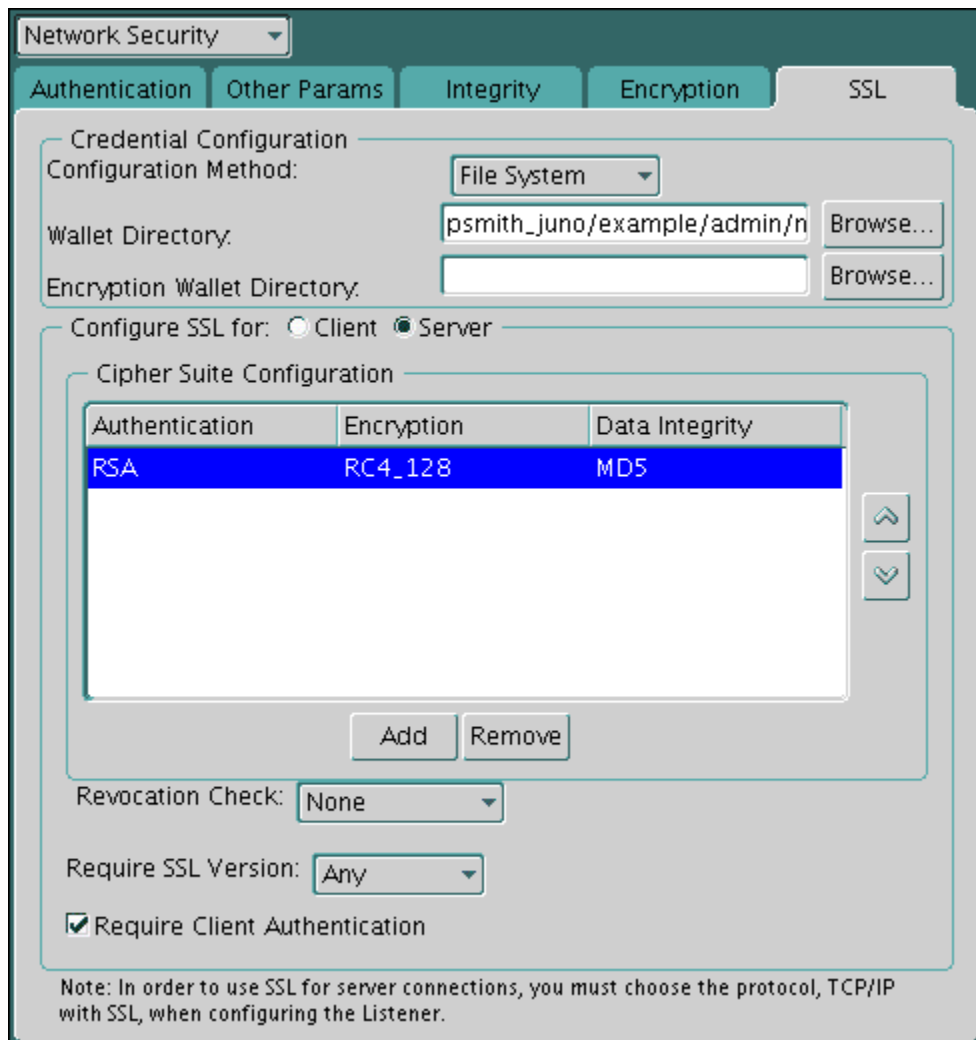 Network Security
Authentication Other Params Integrity Encryption SSL
Credential Configuration
Configuration Method: File System
Wallet Directory: psmith_juno/example/admin/n Browse...
Encryption Wallet Directory: Browse...
Configure SSL for: Client Server
Cipher Suite Configuration
Authentication Encryption Data Integrity
RSA RC4_128 MD5
Add Remove
Revocation Check: None
Require SSL Version: Any
Require Client Authentication
Note: In order to use SSL for server connections, you must choose the protocol, TCP/IP
with SSL, when configuring the Listener.